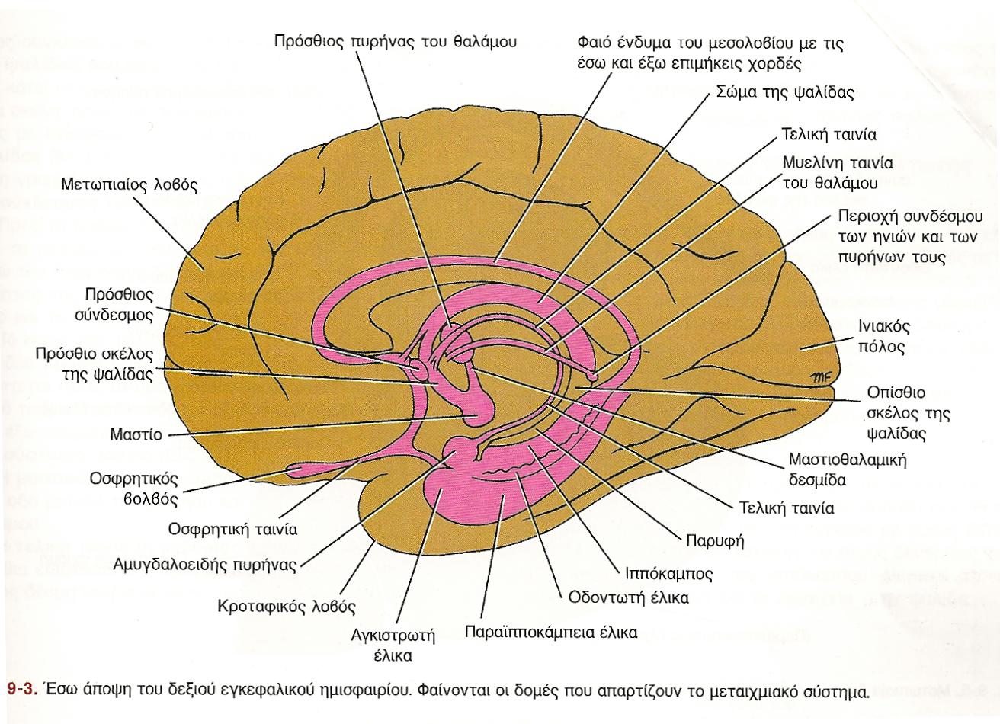 Πρόσθιος πυρήνας του θαλάμου
Φαιό ένδυμα του μεσολοβίου με τις
έσω και έξω επιμήκεις χορδές
Σώμα της ψαλίδας
Τελική ταινία
Μυελίνη ταινία
του θαλάμου
Μετωπιαίος λοβός
Περιοχή συνδέσμου
των ηνιών και των
πυρήνων τους
Πρόσθιος
σύνδεσμος
Ινιακός
πόλος
Πρόσθιο σκέλος
της ψαλίδας
MF
Οπίσθιο
σκέλος της
ψαλίδας
Μαστίο
Μαστιοθαλαμική
δεσμίδα
Οσφρητικός
βολβός
Τελική ταινία
Οσφρητική ταινία
Παρυφή
Αμυγδαλοειδής πυρήνας
Ιππόκαμπος
Οδοντωτή έλικα
Κροταφικός λοβός
Αγκιστρωτή
έλικα
Παραϊπποκάμπεια έλικα
9-3. Έσω άποψη του δεξιού εγκεφαλικού ημισφαιρίου. Φαίνονται οι δομές που απαρτίζουν το μεταιχμιακό σύστημα.